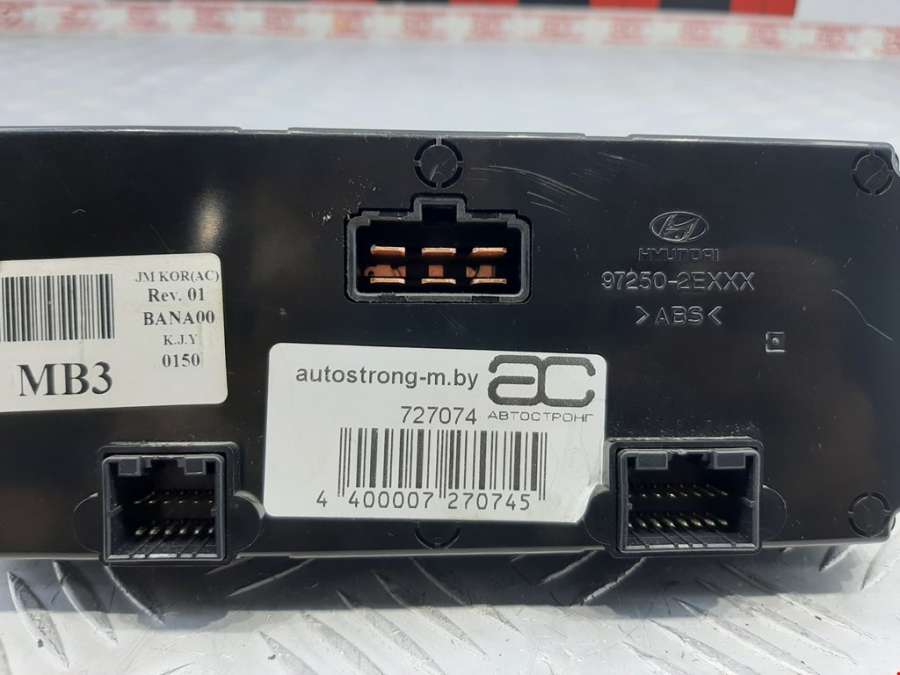 JM KOR(AC)
Rev. 01
BANA00
K.J.Y
0150
MB3
HYUNDAI
97250-2EXXX
>ABS<
autostrong-m.by
727074
АВТОСТРОНГ
4 400007 270745